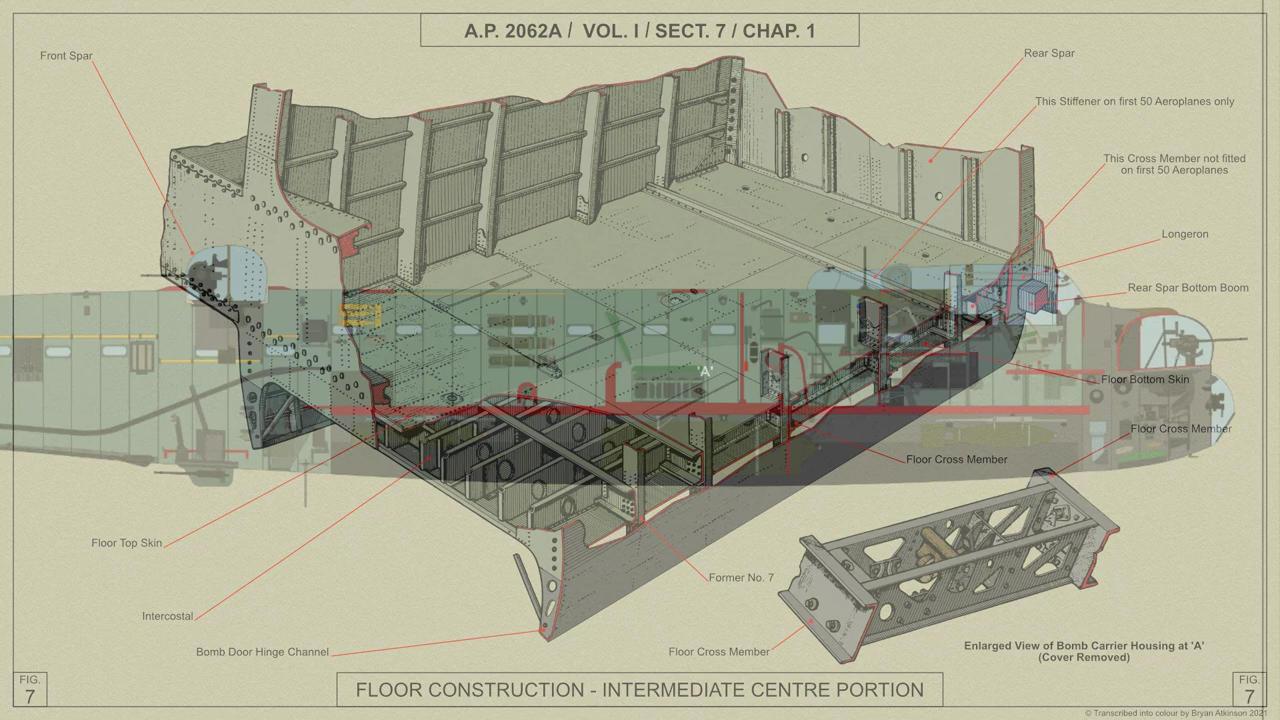 A.P. 2062A / VOL. I / SECT. 7 / CHAP. 1
Front Spar
Rear Spar
This Stiffener on first 50 Aeroplanes only
This Cross Member not fitted
on first 50 Aeroplanes
Longeron
Rear Spar Bottom Boom
'A'
Floor Bottom Skin
Floor Cross Member
Floor Cross Member
Floor Top Skin
Former No. 7
Intercostal
Bomb Door Hinge Channel
Floor Cross Member
Enlarged View of Bomb Carrier Housing at 'A'
(Cover Removed)
FIG.
7
FLOOR CONSTRUCTION - INTERMEDIATE CENTRE PORTION
FIG.
7
© Transcribed into colour by Bryan Atkinson 2021